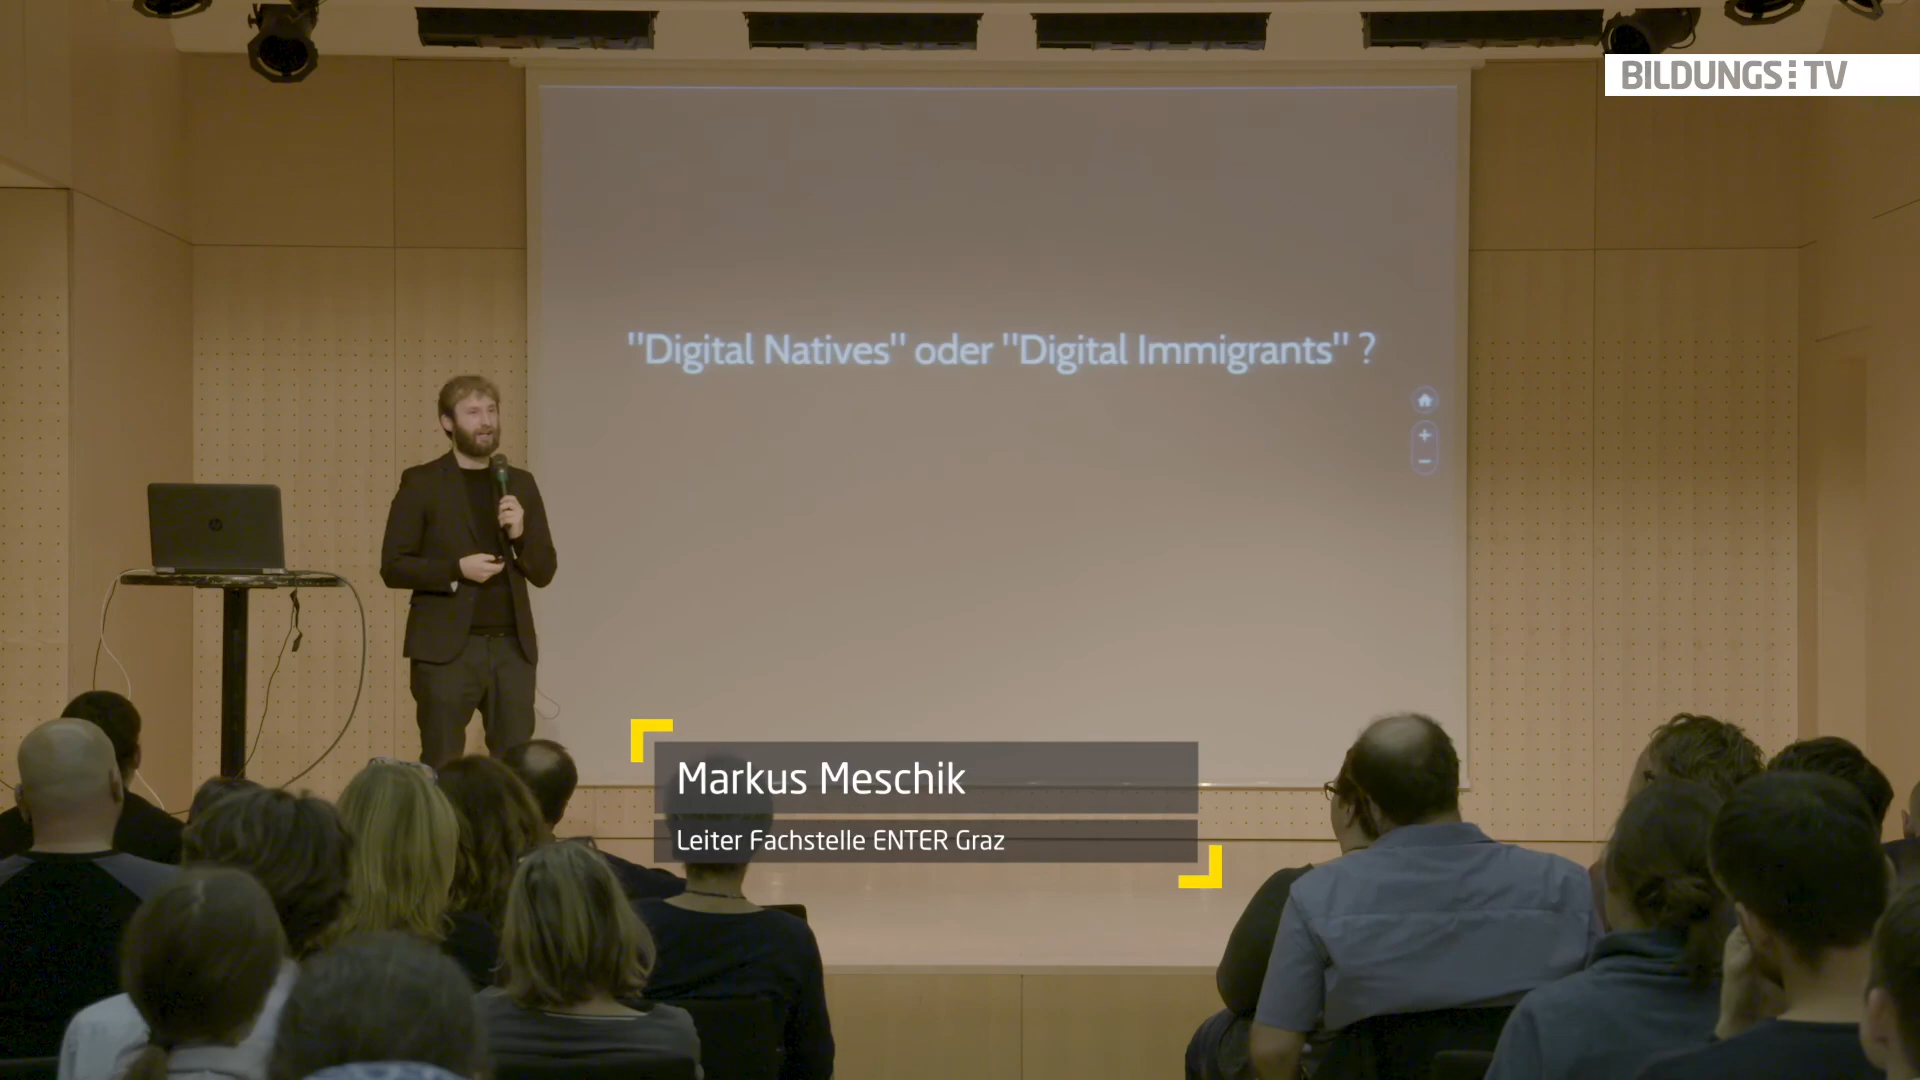 BILDUNGS⋮TV
"Digital Natives" oder "Digital Immigrants" ?
Markus Meschik
Leiter Fachstelle ENTER Graz